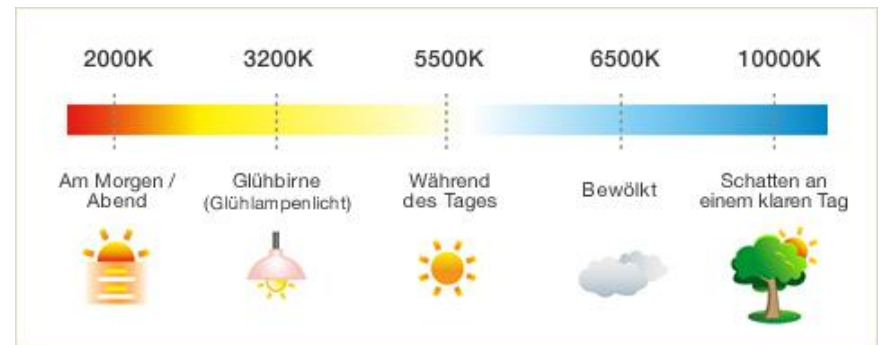 2000K 3200K 5500K 6500K 10000K
Am Morgen /
Abend
Glühbirne
(Glühlampenlicht)
Während
des Tages
Bewölkt
Schatten an
einem klaren Tag